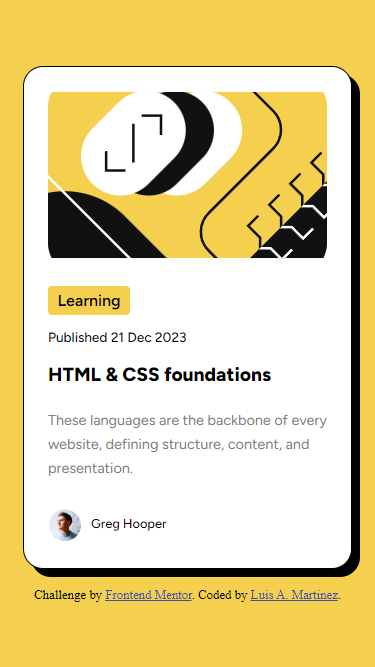 Learning
Published 21 Dec 2023
HTML & CSS foundations
These languages are the backbone of every
website, defining structure, content, and
presentation.
Greg Hooper
Challenge by Frontend Mentor. Coded by Luis A. Martinez.